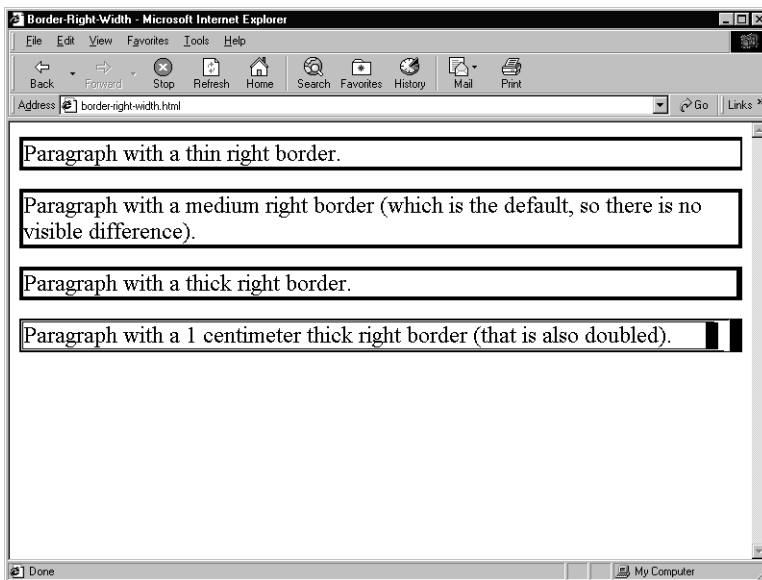 Border-Right-Width - Microsoft Internet Explorer
File Edit View Favorites Tools Help
Back Forward Stop Refresh Home Search Favorites History Mail Print
Address border-right-width.html Go Links »
Paragraph with a thin right border.
Paragraph with a medium right border (which is the default, so there is no
visible difference).
Paragraph with a thick right border.
Paragraph with a 1 centimeter thick right border (that is also doubled).
Done My Computer